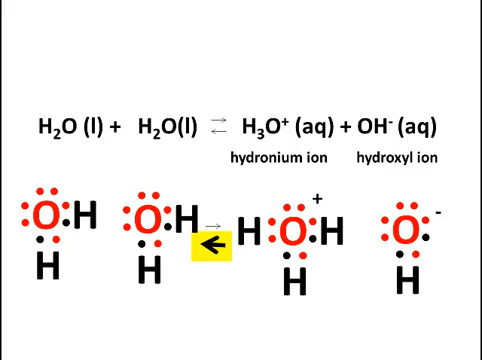 H₂O (l) + H₂O(l) ⇌ H₃O⁺ (aq) + OH⁻ (aq)
hydronium ion hydroxyl ion
O H O H → H O H + O -
H H ← H H